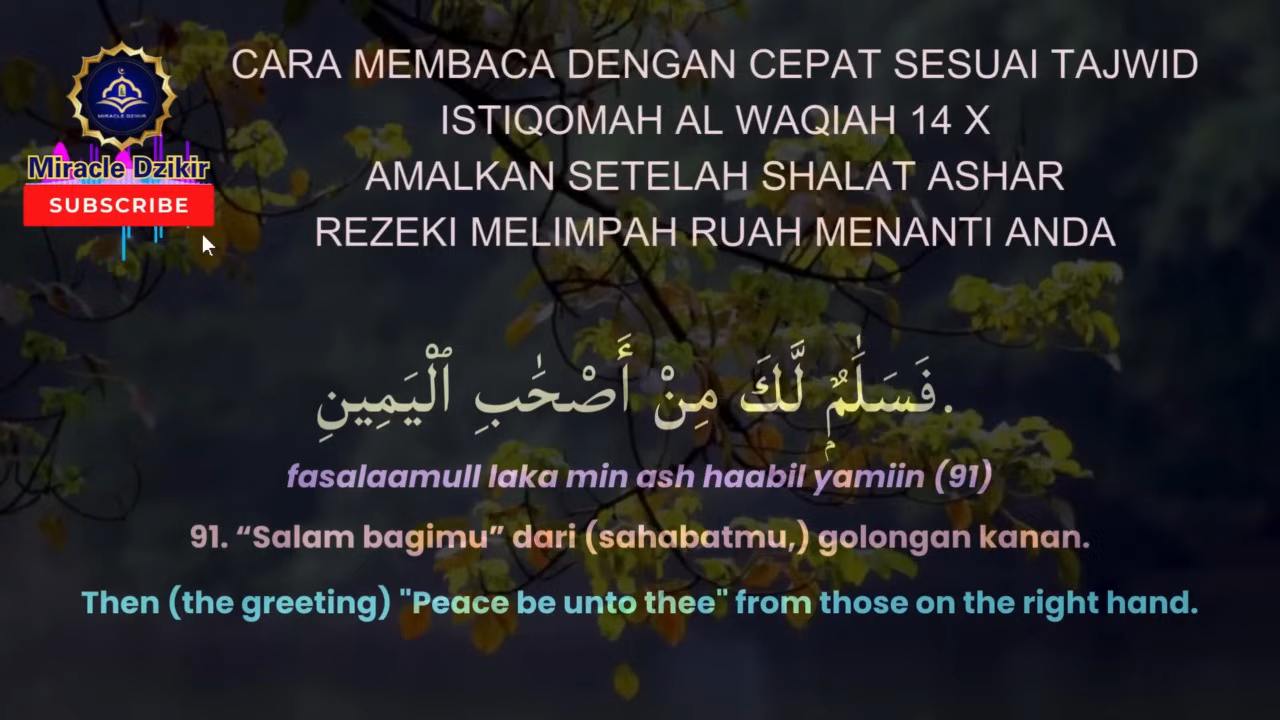 CARA MEMBACA DENGAN CEPAT SESUAI TAJWID
ISTIQOMAH AL WAQIAH 14 X
AMALKAN SETELAH SHALAT ASHAR
REZEKI MELIMPAH RUAH MENANTI ANDA
MIRACLE DZIKIR
Miracle Dzikir
SUBSCRIBE
فَسَلَٰمٌۭ لَّكَ مِنْ أَصْحَٰبِ ٱلْيَمِينِ.
fasalaamull laka min ash haabil yamiin (91)
91. “Salam bagimu” dari (sahabatmu,) golongan kanan.
Then (the greeting) "Peace be unto thee" from those on the right hand.